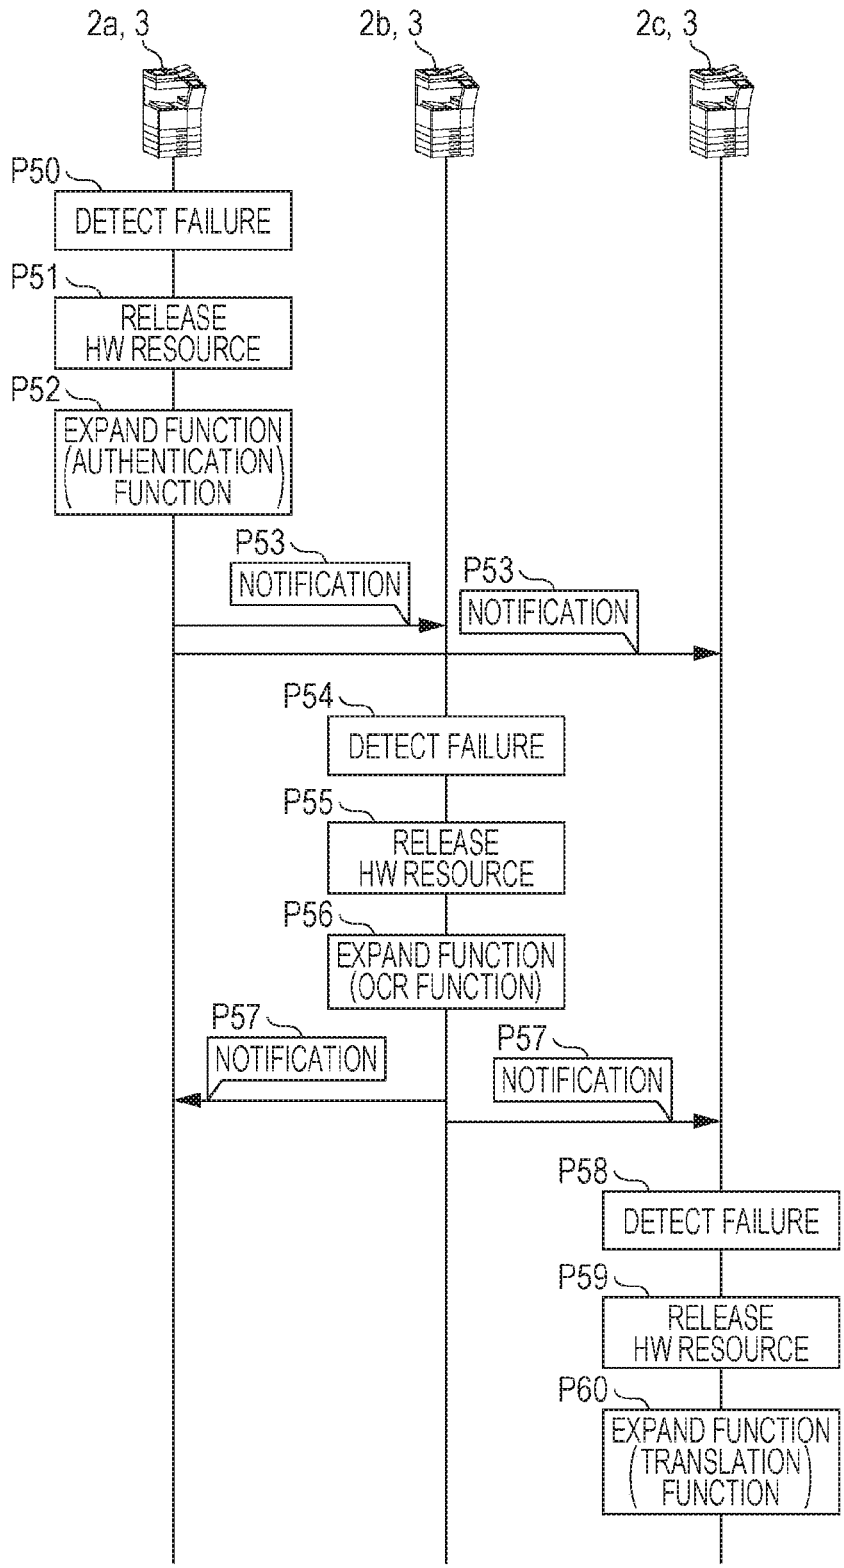 2a, 3
2b, 3
2c, 3
P50
DETECT FAILURE
P51
RELEASE
HW RESOURCE
P52
EXPAND FUNCTION
(AUTHENTICATION
FUNCTION)
P53
NOTIFICATION
P53
NOTIFICATION
P54
DETECT FAILURE
P55
RELEASE
HW RESOURCE
P56
EXPAND FUNCTION
(OCR FUNCTION)
P57
NOTIFICATION
P57
NOTIFICATION
P58
DETECT FAILURE
P59
RELEASE
HW RESOURCE
P60
EXPAND FUNCTION
(TRANSLATION
FUNCTION)